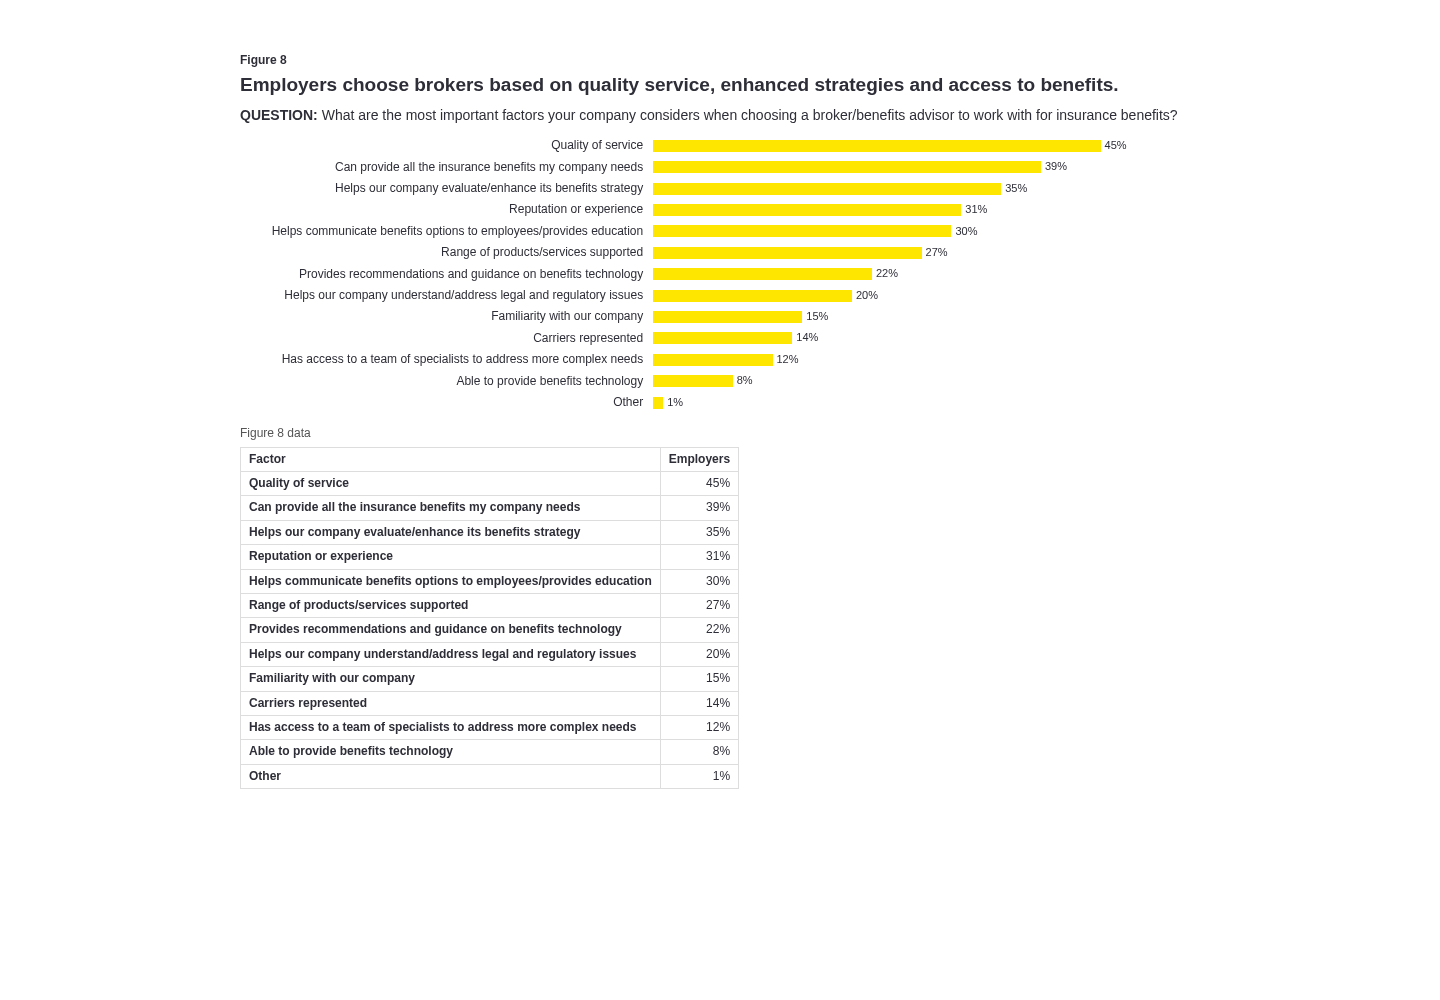 Figure 8
Employers choose brokers based on quality service, enhanced strategies and access to benefits.
QUESTION: What are the most important factors your company considers when choosing a broker/benefits advisor to work with for insurance benefits?
Quality of service 45%
Can provide all the insurance benefits my company needs 39%
Helps our company evaluate/enhance its benefits strategy 35%
Reputation or experience 31%
Helps communicate benefits options to employees/provides education 30%
Range of products/services supported 27%
Provides recommendations and guidance on benefits technology 22%
Helps our company understand/address legal and regulatory issues 20%
Familiarity with our company 15%
Carriers represented 14%
Has access to a team of specialists to address more complex needs 12%
Able to provide benefits technology 8%
Other 1%
Figure 8 data
Factor Employers
Quality of service 45%
Can provide all the insurance benefits my company needs 39%
Helps our company evaluate/enhance its benefits strategy 35%
Reputation or experience 31%
Helps communicate benefits options to employees/provides education 30%
Range of products/services supported 27%
Provides recommendations and guidance on benefits technology 22%
Helps our company understand/address legal and regulatory issues 20%
Familiarity with our company 15%
Carriers represented 14%
Has access to a team of specialists to address more complex needs 12%
Able to provide benefits technology 8%
Other 1%